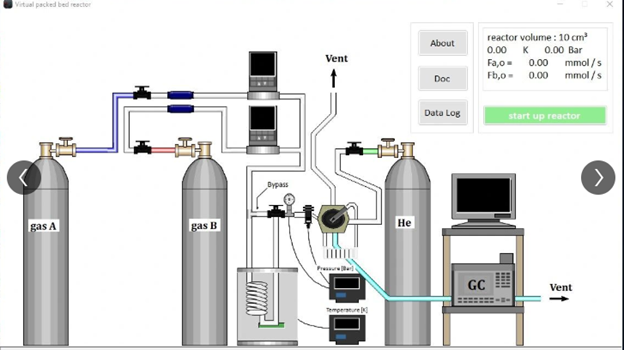 Virtual packed bed reactor
About
Doc
Data Log
reactor volume : 10 cm³
0.00 K 0.00 Bar
Fa,o = 0.00 mmol / s
Fb,o = 0.00 mmol / s
start up reactor
Vent
gas A
gas B
Bypass
He
Pressure [Bar]
Temperature [K]
GC
Vent